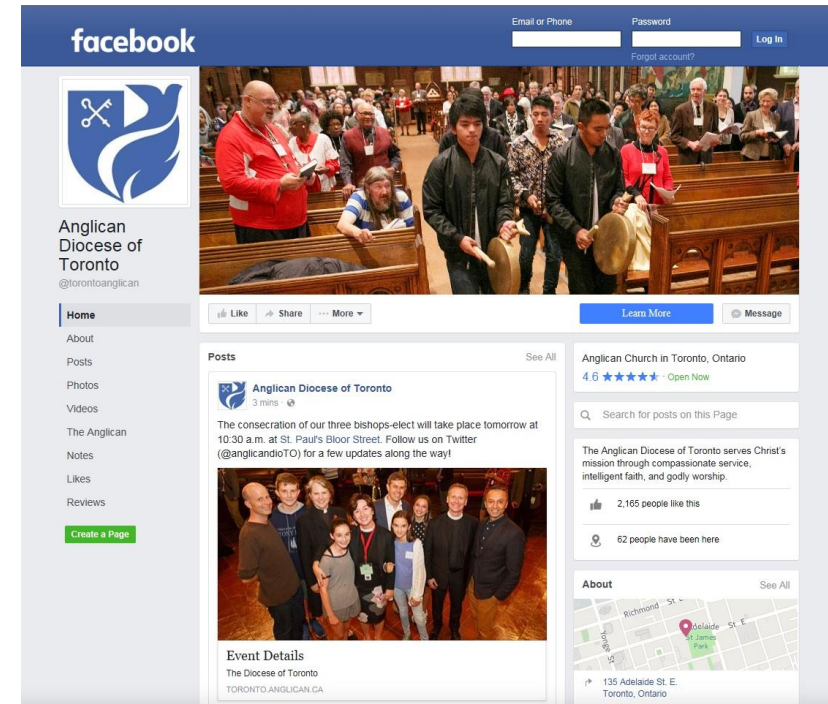 facebook
Email or Phone
Password
Log In
Forgot account?
Anglican
Diocese of
Toronto
@torontoanglican
Home
About
Posts
Photos
Videos
The Anglican
Notes
Likes
Reviews
Create a Page
Like
Share
··· More
Learn More
Message
Posts
See All
Anglican Diocese of Toronto
3 mins ·
The consecration of our three bishops-elect will take place tomorrow at
10:30 a.m. at St. Paul's Bloor Street. Follow us on Twitter
(@anglicandioTO) for a few updates along the way!
Event Details
The Diocese of Toronto
TORONTO.ANGLICAN.CA
Anglican Church in Toronto, Ontario
4.6 ★★★★★ · Open Now
Search for posts on this Page
The Anglican Diocese of Toronto serves Christ's
mission through compassionate service,
intelligent faith, and godly worship.
2,165 people like this
62 people have been here
About
See All
Richmond St
Adelaide St E
St James
Park
Yonge St
135 Adelaide St. E.
Toronto, Ontario